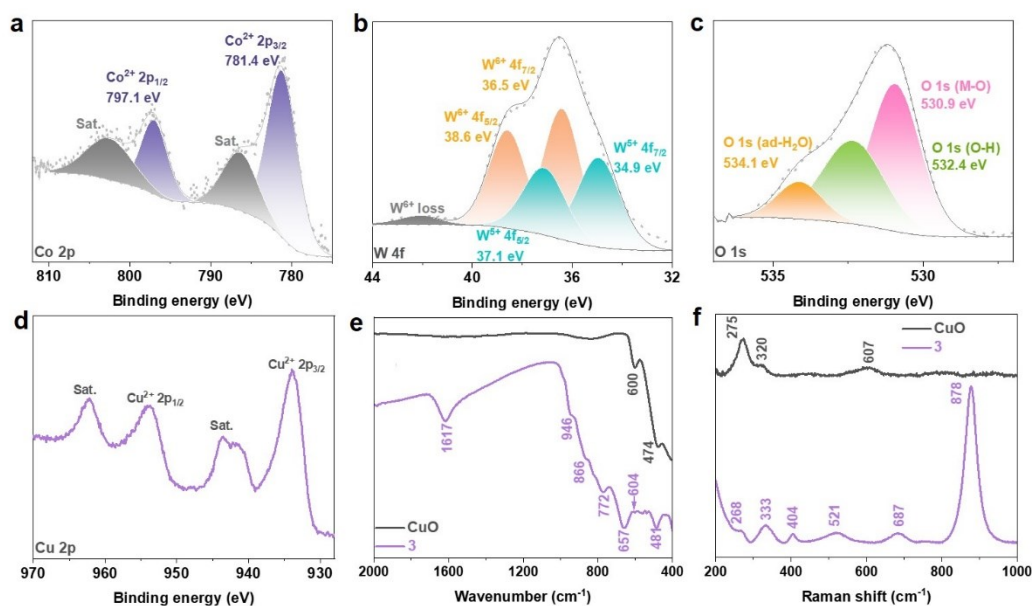 a
Co²⁺ 2p₃/₂
781.4 eV
Co²⁺ 2p₁/₂
797.1 eV
Sat.
Sat.
Co 2p
810 800 790 780
Binding energy (eV)
b
W⁶⁺ 4f₇/₂
36.5 eV
W⁶⁺ 4f₅/₂
38.6 eV
W⁵⁺ 4f₇/₂
34.9 eV
W⁶⁺ loss
W⁵⁺ 4f₅/₂
37.1 eV
W 4f
44 40 36 32
Binding energy (eV)
c
O 1s (M-O)
530.9 eV
O 1s (ad-H₂O)
534.1 eV
O 1s (O-H)
532.4 eV
O 1s
535 530
Binding energy (eV)
d
Cu²⁺ 2p₃/₂
Sat.
Cu²⁺ 2p₁/₂
Sat.
Cu 2p
970 960 950 940 930
Binding energy (eV)
e
600
474
1617
946
866
772
604
657
481
CuO
3
2000 1600 1200 800 400
Wavenumber (cm⁻¹)
f
275
320
607
CuO
3
878
268
333
404
521
687
200 400 600 800 1000
Raman shift (cm⁻¹)